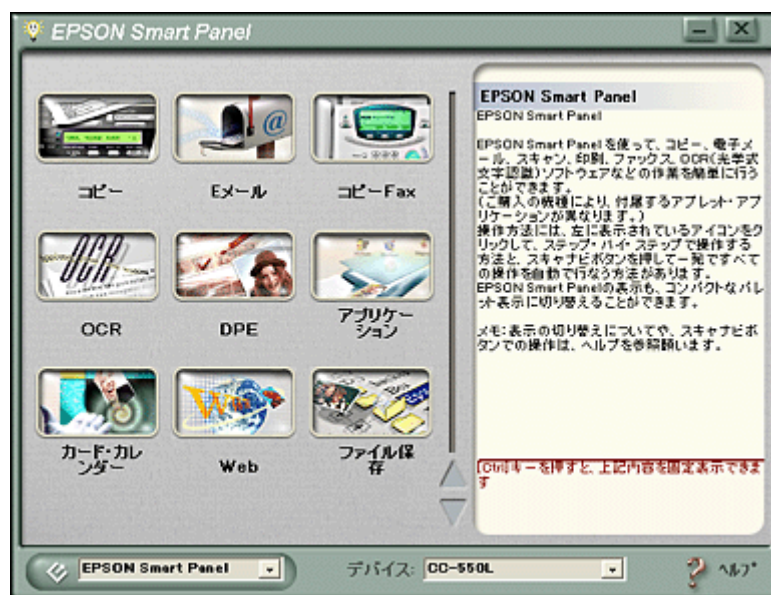 EPSON Smart Panel
コピー
Eメール
コピーFax
OCR
DPE
アプリケー
ション
カード・カレ
ンダー
Web
ファイル保
存
EPSON Smart Panel
EPSON Smart Panel
EPSON Smart Panel を使って、コピー、電子メ
ール、スキャン、印刷、ファックス、OCR(光学式
文字認識)ソフトウェアなどの作業を簡単に行う
ことができます。
(ご購入の機種により、付属するアプレット・アプ
リケーションが異なります。)
操作方法には、左に表示されているアイコンをク
リックして、ステップ・バイ・ステップで操作する
方法と、スキャナビボタンを押して一発ですべて
の操作を自動で行なう方法があります。
EPSON Smart Panelの表示も、コンパクトなパレ
ット表示に切り替えることができます。
メモ:表示の切り替えについてや、スキャナビボ
タンでの操作は、ヘルプを参照願います。
[Ctrl]キーを押すと、上記内容を固定表示できま
す
EPSON Smart Panel
デバイス: CC-550L
ヘルプ